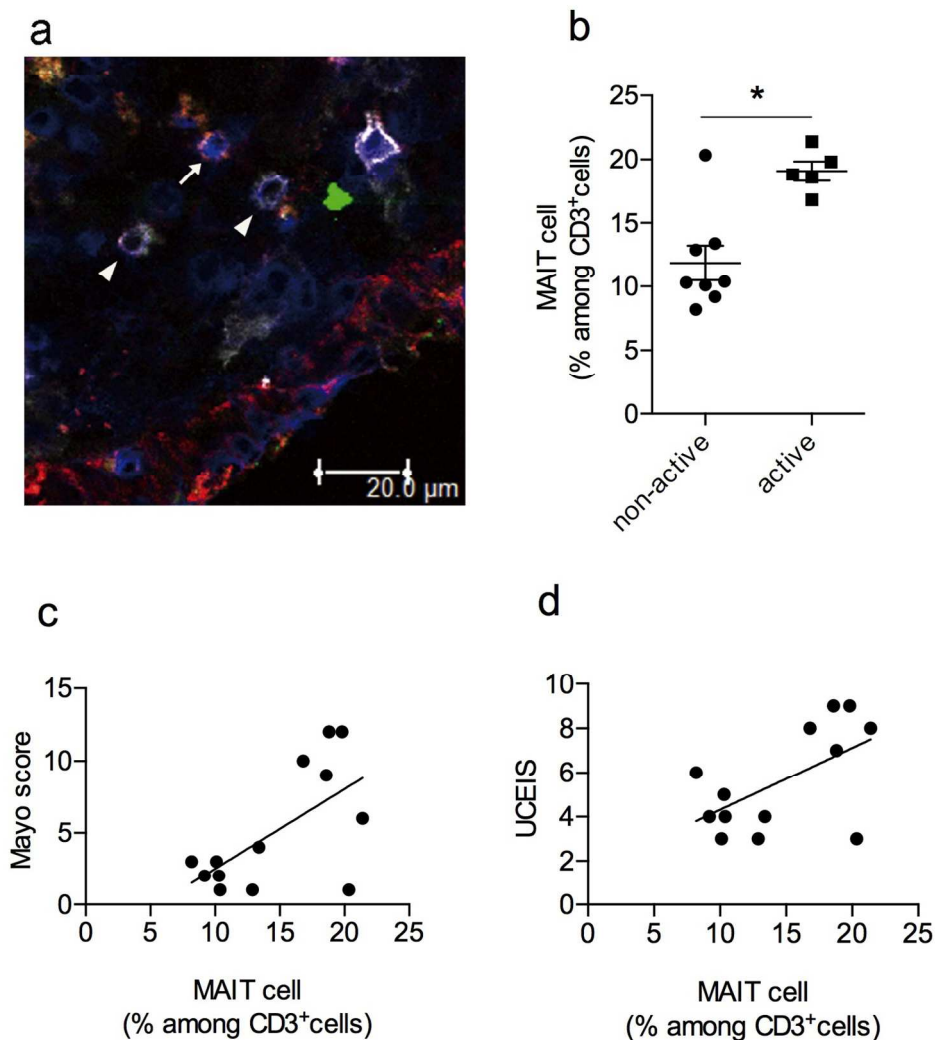 a
20.0 µm
b
*
25
20
15
10
5
0
MAIT cell
(% among CD3⁺cells)
non-active
active
c
15
10
5
0
Mayo score
0 5 10 15 20 25
MAIT cell
(% among CD3⁺cells)
d
10
8
6
4
2
0
UCEIS
0 5 10 15 20 25
MAIT cell
(% among CD3⁺cells)